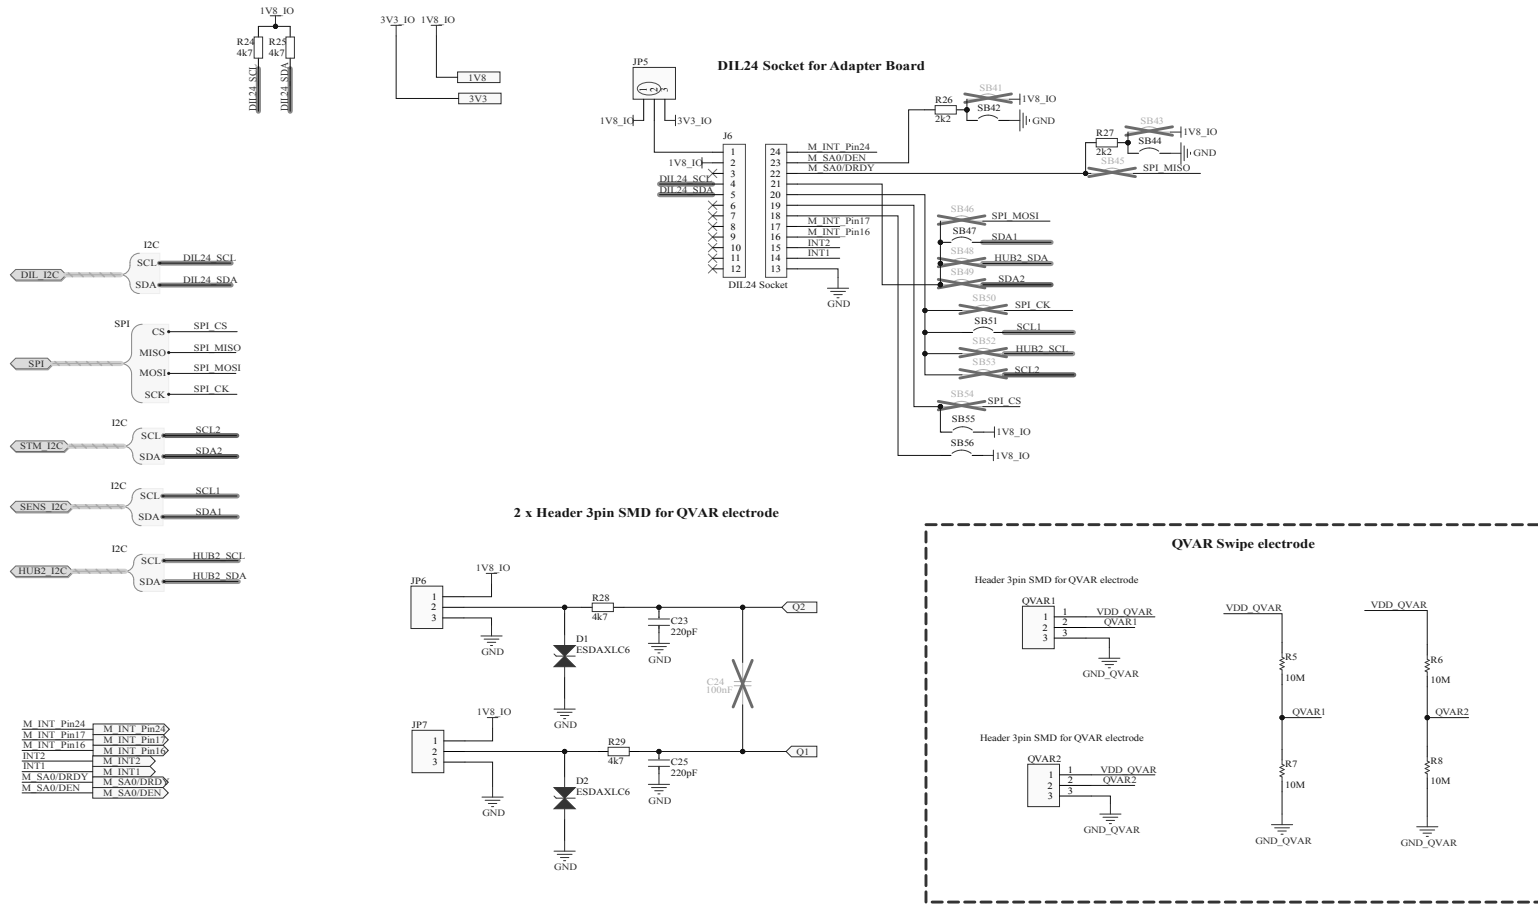 1V8_IO
R24
4k7
R25
4k7
DIL24_SCL
DIL24_SDA
3V3_IO
1V8_IO
1V8
3V3
DIL24 Socket for Adapter Board
JP5
1
2
3
1V8_IO
3V3_IO
J6
1
2
3
4
5
6
7
8
9
10
11
12
1V8_IO
DIL24_SCL
DIL24_SDA
24
23
22
21
20
19
18
17
16
15
14
13
M_INT_Pin24
M_SA0/DEN
M_SA0/DRDY
M_INT_Pin17
M_INT_Pin16
INT2
INT1
DIL24 Socket
GND
R26
2k2
SB41
1V8_IO
SB42
GND
R27
2k2
SB43
1V8_IO
SB44
GND
SB45
SPI_MISO
SB46
SPI_MOSI
SB47
SDA1
SB48
HUB2_SDA
SB49
SDA2
SB50
SPI_CK
SB51
SCL1
SB52
HUB2_SCL
SB53
SCL2
SB54
SPI_CS
SB55
1V8_IO
SB56
1V8_IO
I2C
DIL_I2C
SCL
DIL24_SCL
SDA
DIL24_SDA
SPI
SPI
CS
SPI_CS
MISO
SPI_MISO
MOSI
SPI_MOSI
SCK
SPI_CK
I2C
STM_I2C
SCL
SCL2
SDA
SDA2
I2C
SENS_I2C
SCL
SCL1
SDA
SDA1
I2C
HUB2_I2C
SCL
HUB2_SCL
SDA
HUB2_SDA
M_INT_Pin24 M_INT_Pin24
M_INT_Pin17 M_INT_Pin17
M_INT_Pin16 M_INT_Pin16
INT2 M_INT2
INT1 M_INT1
M_SA0/DRDY M_SA0/DRDY
M_SA0/DEN M_SA0/DEN
2 x Header 3pin SMD for QVAR electrode
JP6
1
2
3
1V8_IO
GND
D1
ESDAXLC6
GND
R28
4k7
C23
220pF
GND
Q2
C24
100nF
JP7
1
2
3
1V8_IO
GND
D2
ESDAXLC6
GND
R29
4k7
C25
220pF
GND
Q1
QVAR Swipe electrode
Header 3pin SMD for QVAR electrode
QVAR1
1 1 VDD_QVAR
2 2 QVAR1
3 3
GND_QVAR
Header 3pin SMD for QVAR electrode
QVAR2
1 1 VDD_QVAR
2 2 QVAR2
3 3
GND_QVAR
VDD_QVAR
R5
10M
QVAR1
R7
10M
GND_QVAR
VDD_QVAR
R6
10M
QVAR2
R8
10M
GND_QVAR